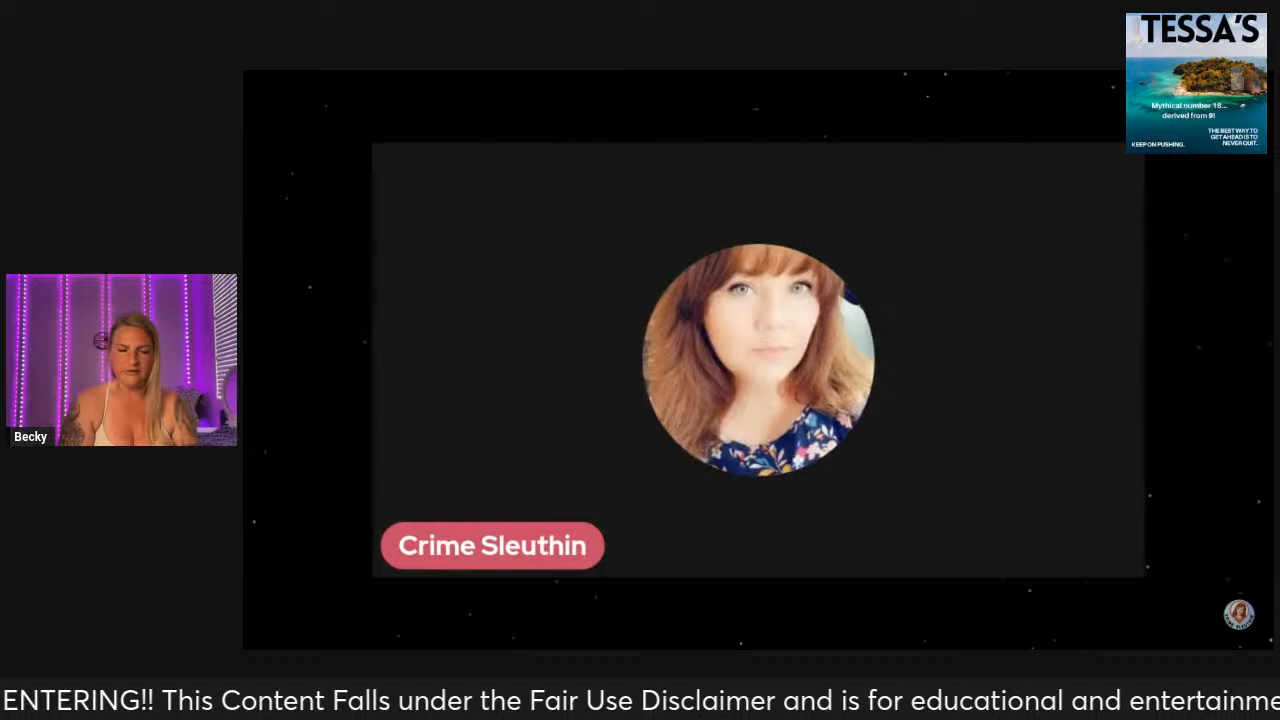 TESSA'S
Mythical number 18...
derived from 9!
THE BEST WAY TO
GET AHEAD IS TO
NEVER QUIT.
KEEP ON PUSHING.
Becky
Crime Sleuthin
ENTERING!! This Content Falls under the Fair Use Disclaimer and is for educational and entertainme